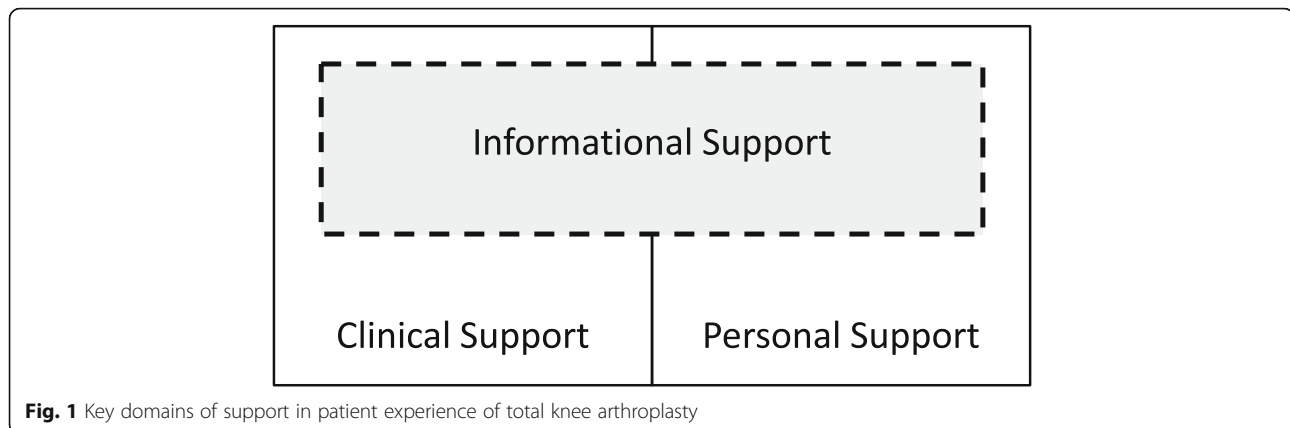 Informational Support
Clinical Support
Personal Support
Fig. 1 Key domains of support in patient experience of total knee arthroplasty